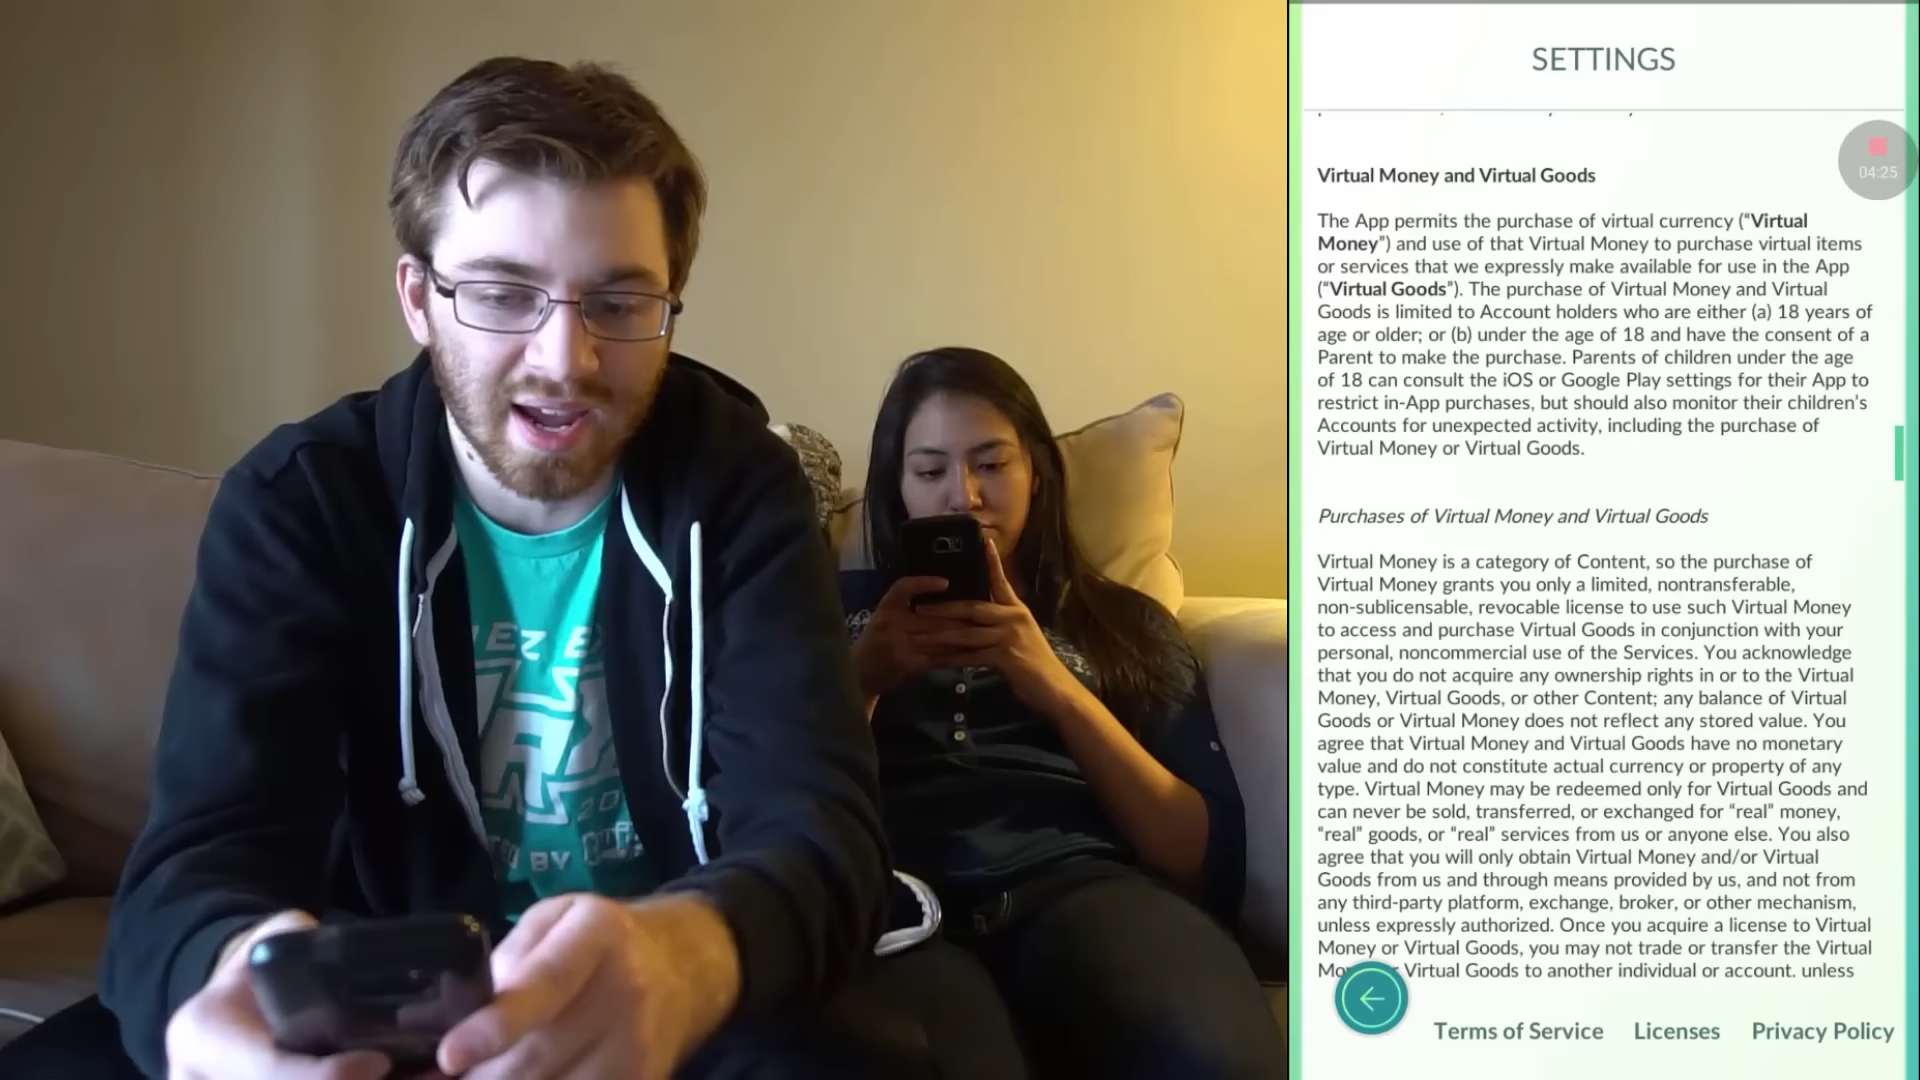 SETTINGS
04:25
Virtual Money and Virtual Goods
The App permits the purchase of virtual currency (“Virtual
Money”) and use of that Virtual Money to purchase virtual items
or services that we expressly make available for use in the App
(“Virtual Goods”). The purchase of Virtual Money and Virtual
Goods is limited to Account holders who are either (a) 18 years of
age or older; or (b) under the age of 18 and have the consent of a
Parent to make the purchase. Parents of children under the age
of 18 can consult the iOS or Google Play settings for their App to
restrict in-App purchases, but should also monitor their children’s
Accounts for unexpected activity, including the purchase of
Virtual Money or Virtual Goods.
Purchases of Virtual Money and Virtual Goods
Virtual Money is a category of Content, so the purchase of
Virtual Money grants you only a limited, nontransferable,
non-sublicensable, revocable license to use such Virtual Money
to access and purchase Virtual Goods in conjunction with your
personal, noncommercial use of the Services. You acknowledge
that you do not acquire any ownership rights in or to the Virtual
Money, Virtual Goods, or other Content; any balance of Virtual
Goods or Virtual Money does not reflect any stored value. You
agree that Virtual Money and Virtual Goods have no monetary
value and do not constitute actual currency or property of any
type. Virtual Money may be redeemed only for Virtual Goods and
can never be sold, transferred, or exchanged for “real” money,
“real” goods, or “real” services from us or anyone else. You also
agree that you will only obtain Virtual Money and/or Virtual
Goods from us and through means provided by us, and not from
any third-party platform, exchange, broker, or other mechanism,
unless expressly authorized. Once you acquire a license to Virtual
Money or Virtual Goods, you may not trade or transfer the Virtual
Virtual Goods to another individual or account. unless
Terms of Service Licenses Privacy Policy
BY